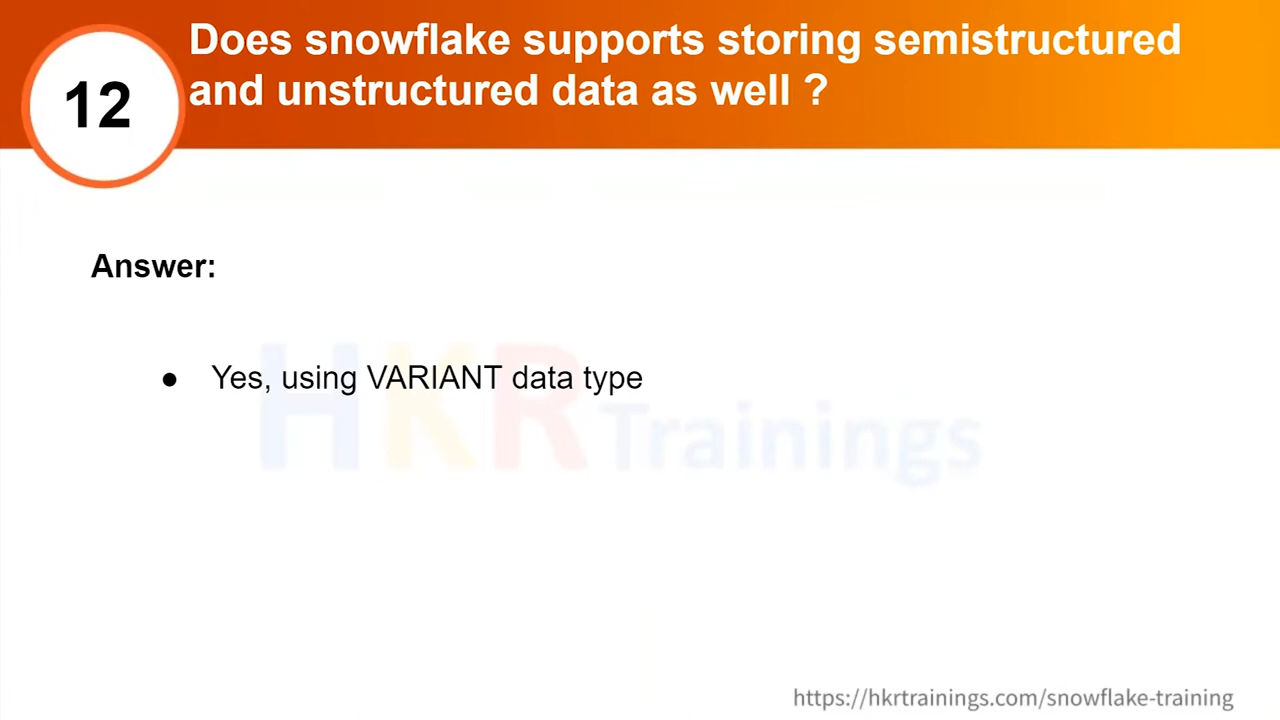 12
Does snowflake supports storing semistructured
and unstructured data as well ?
Answer:
● Yes, using VARIANT data type
HKR Trainings
https://hkrtrainings.com/snowflake-training